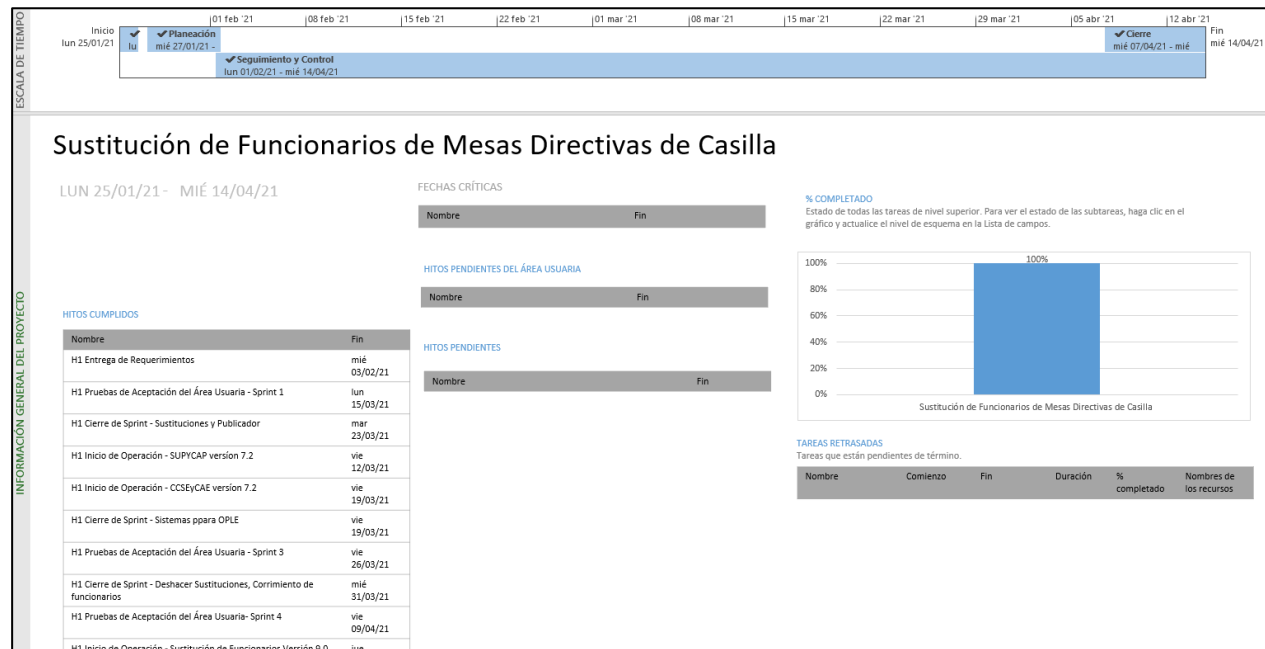 ESCALA DE TIEMPO
01 feb '21 08 feb '21 15 feb '21 22 feb '21 01 mar '21 08 mar '21 15 mar '21 22 mar '21 29 mar '21 05 abr '21 12 abr '21
Inicio
lun 25/01/21
lu
Planeación
mié 27/01/21 -
Cierre
mié 07/04/21 - mié
Fin
mié 14/04/21
Seguimiento y Control
lun 01/02/21 - mié 14/04/21
INFORMACIÓN GENERAL DEL PROYECTO
Sustitución de Funcionarios de Mesas Directivas de Casilla
LUN 25/01/21 - MIÉ 14/04/21
HITOS CUMPLIDOS
Nombre Fin
H1 Entrega de Requerimientos mié
03/02/21
H1 Pruebas de Aceptación del Área Usuaria - Sprint 1 lun
15/03/21
H1 Cierre de Sprint - Sustituciones y Publicador mar
23/03/21
H1 Inicio de Operación - SUPYCAP versíon 7.2 vie
12/03/21
H1 Inicio de Operación - CCSEyCAE versíon 7.2 vie
19/03/21
H1 Cierre de Sprint - Sistemas ppara OPLE vie
19/03/21
H1 Pruebas de Aceptación del Área Usuaria - Sprint 3 vie
26/03/21
H1 Cierre de Sprint - Deshacer Sustituciones, Corrimiento de mié
funcionarios 31/03/21
H1 Pruebas de Aceptación del Área Usuaria- Sprint 4 vie
09/04/21
H1 Inicio de Operación - Sustitución de Funcionarios Versión 9.0 jue
FECHAS CRÍTICAS
Nombre Fin
HITOS PENDIENTES DEL ÁREA USUARIA
Nombre Fin
HITOS PENDIENTES
Nombre Fin
% COMPLETADO
Estado de todas las tareas de nivel superior. Para ver el estado de las subtareas, haga clic en el
gráfico y actualice el nivel de esquema en la Lista de campos.
100%
100%
80%
60%
40%
20%
0%
Sustitución de Funcionarios de Mesas Directivas de Casilla
TAREAS RETRASADAS
Tareas que están pendientes de término.
Nombre Comienzo Fin Duración % Nombres de
completado los recursos